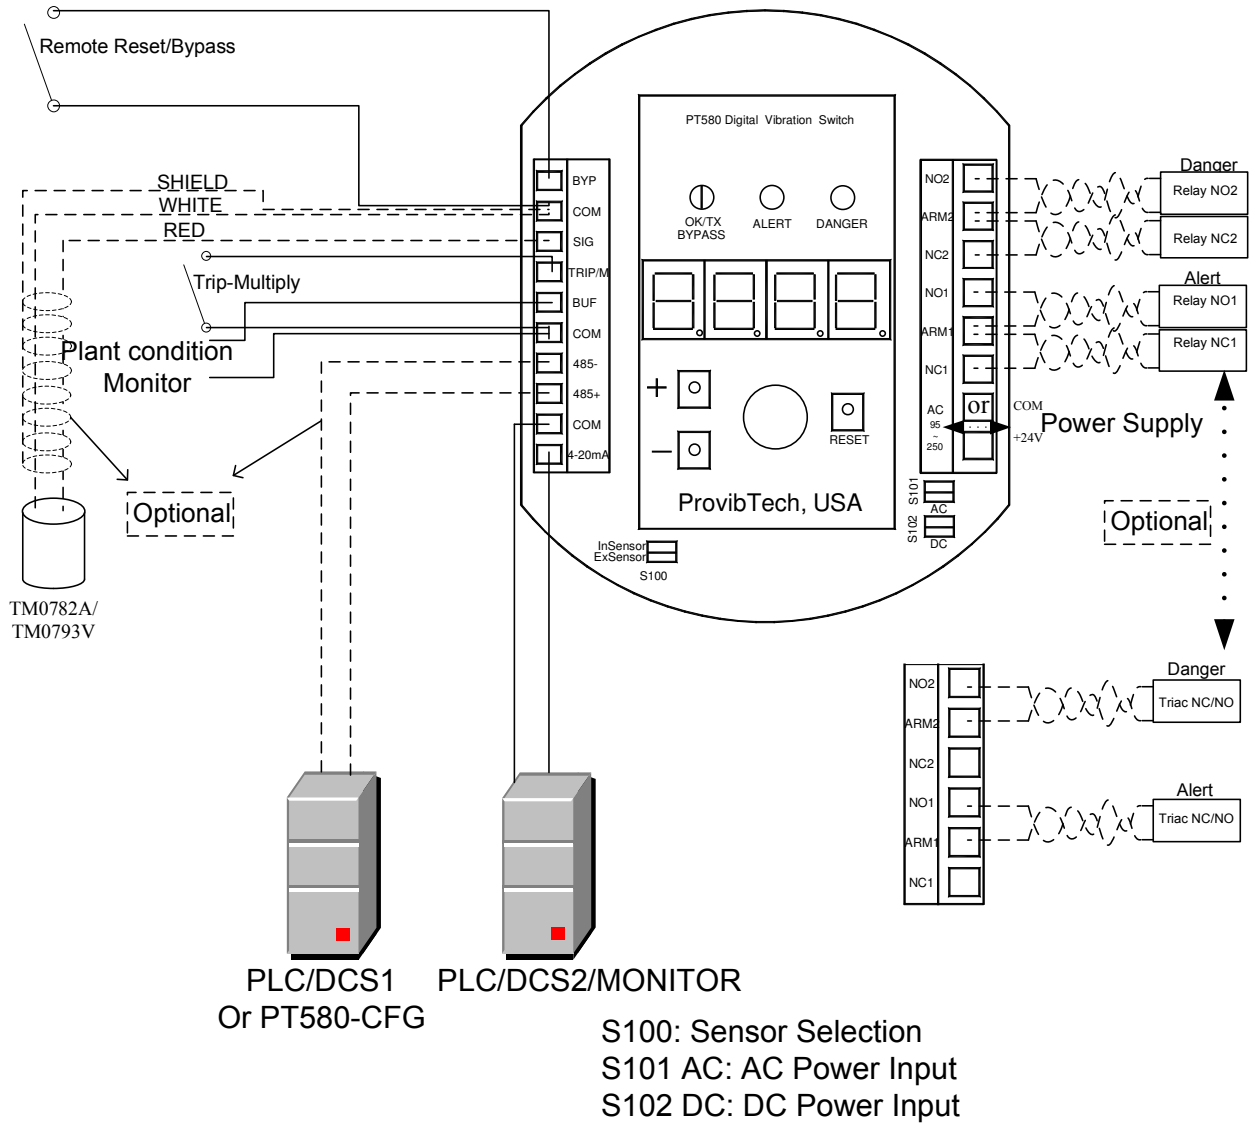 Remote Reset/Bypass
SHIELD
WHITE
RED
Trip-Multiply
Plant condition
Monitor
Optional
TM0782A/
TM0793V
BYP
COM
SIG
TRIP/M
BUF
COM
485-
485+
COM
4-20mA
PT580 Digital Vibration Switch
OK/TX
BYPASS
ALERT
DANGER
+
−
RESET
ProvibTech, USA
InSensor
ExSensor
S100
NO2
ARM2
NC2
NO1
ARM1
NC1
AC
95
~
250
or
COM
+24V
Power Supply
S101
AC
S102
DC
Danger
Relay NO2
Relay NC2
Alert
Relay NO1
Relay NC1
Optional
NO2
ARM2
NC2
NO1
ARM1
NC1
Danger
Triac NC/NO
Alert
Triac NC/NO
PLC/DCS1
Or PT580-CFG
PLC/DCS2/MONITOR
S100: Sensor Selection
S101 AC: AC Power Input
S102 DC: DC Power Input